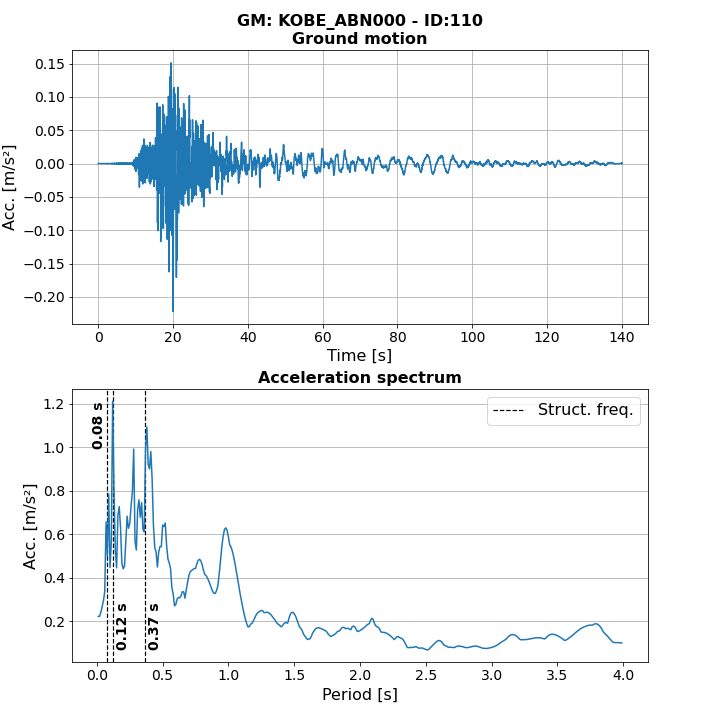 GM: KOBE_ABN000 - ID:110
Ground motion
0.15
0.10
0.05
0.00
−0.05
−0.10
−0.15
−0.20
Acc. [m/s²]
0 20 40 60 80 100 120 140
Time [s]
Acceleration spectrum
1.2
1.0
0.8
0.6
0.4
0.2
Acc. [m/s²]
0.08 s
0.12 s
0.37 s
Struct. freq.
0.0 0.5 1.0 1.5 2.0 2.5 3.0 3.5 4.0
Period [s]